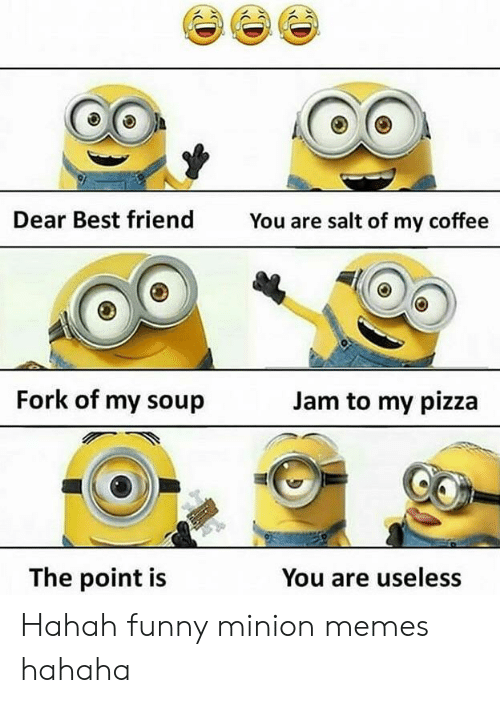 Dear Best friend
You are salt of my coffee
Fork of my soup
Jam to my pizza
The point is
You are useless
Hahah funny minion memes
hahaha